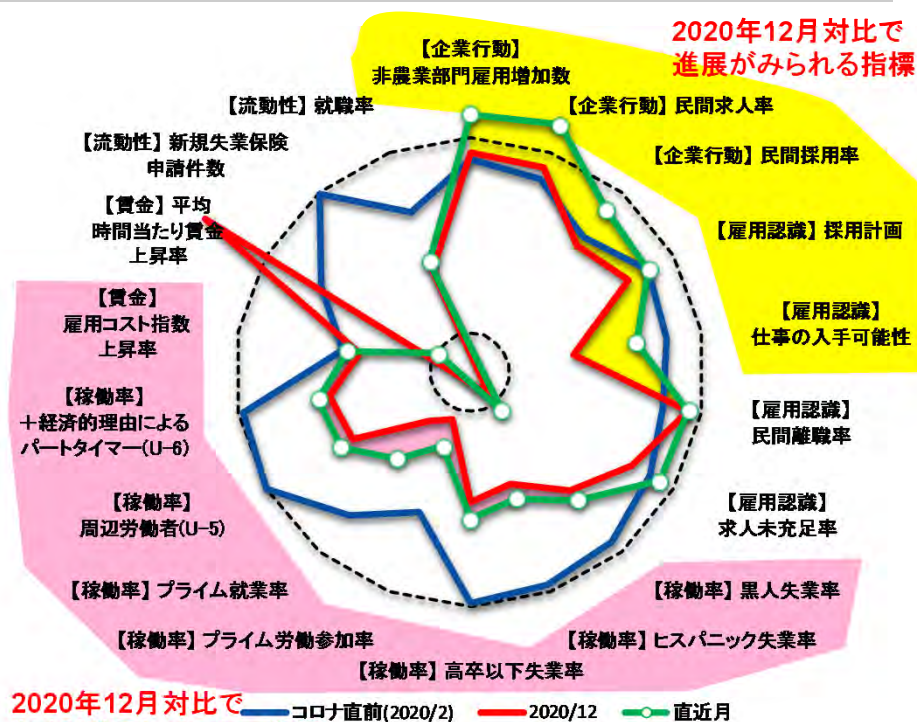 2020年12月対比で
進展がみられる指標
【企業行動】
非農業部門雇用増加数
【企業行動】民間求人率
【企業行動】民間採用率
【雇用認識】採用計画
【雇用認識】
仕事の入手可能性
【雇用認識】
民間離職率
【雇用認識】
求人未充足率
【稼働率】黒人失業率
【稼働率】ヒスパニック失業率
【稼働率】高卒以下失業率
【稼働率】プライム労働参加率
【稼働率】プライム就業率
【稼働率】
周辺労働者(U-5)
【稼働率】
＋経済的理由による
パートタイマー(U-6)
【賃金】
雇用コスト指数
上昇率
【賃金】平均
時間当たり賃金
上昇率
【流動性】新規失業保険
申請件数
【流動性】就職率
2020年12月対比で
コロナ直前(2020/2)
2020/12
直近月